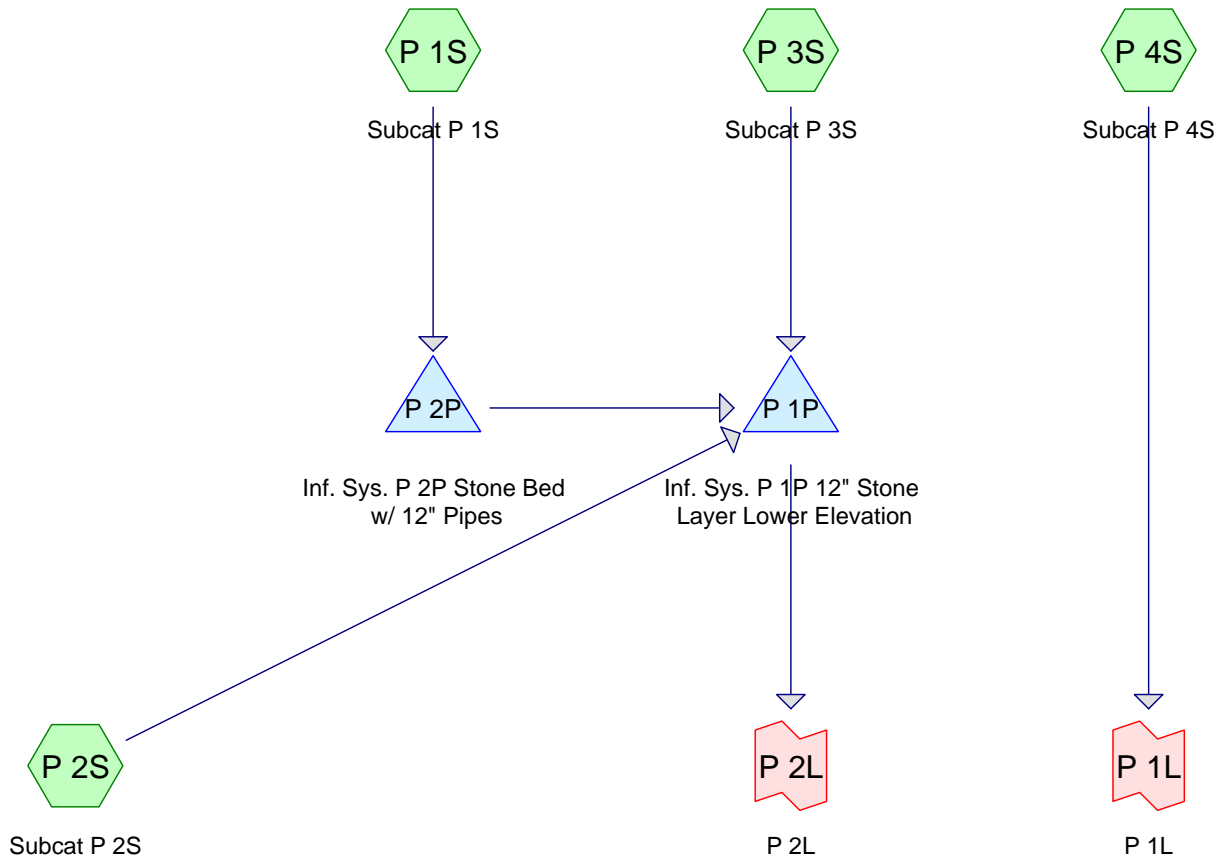 P 1S
P 3S
P 4S
Subcat P 1S
Subcat P 3S
Subcat P 4S
P 2P
P 1P
Inf. Sys. P 2P Stone Bed
w/ 12" Pipes
Inf. Sys. P 1P 12" Stone
Layer Lower Elevation
P 2S
P 2L
P 1L
Subcat P 2S
P 2L
P 1L